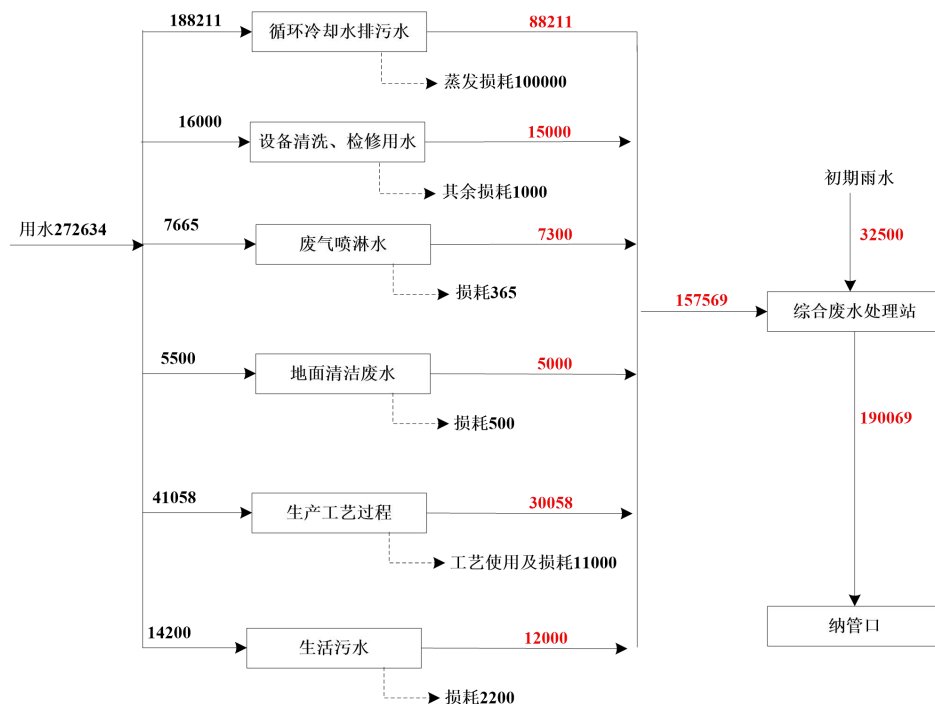 188211
循环冷却水排污水
88211
蒸发损耗100000
16000
设备清洗、检修用水
15000
其余损耗1000
初期雨水
用水272634
7665
废气喷淋水
7300
32500
损耗365
157569
综合废水处理站
5500
地面清洁废水
5000
190069
损耗500
41058
生产工艺过程
30058
工艺使用及损耗11000
14200
生活污水
12000
纳管口
损耗2200